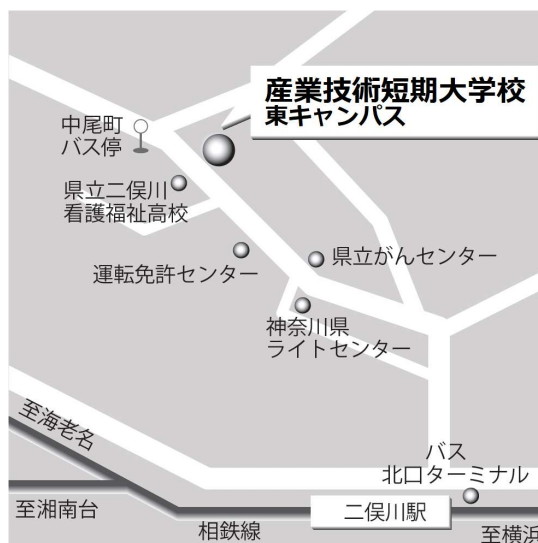 産業技術短期大学校
東キャンパス
中尾町
バス停
県立二俣川
看護福祉高校
運転免許センター
県立がんセンター
神奈川県
ライトセンター
至海老名
バス
北口ターミナル
至湘南台
相鉄線
二俣川駅
至横浜